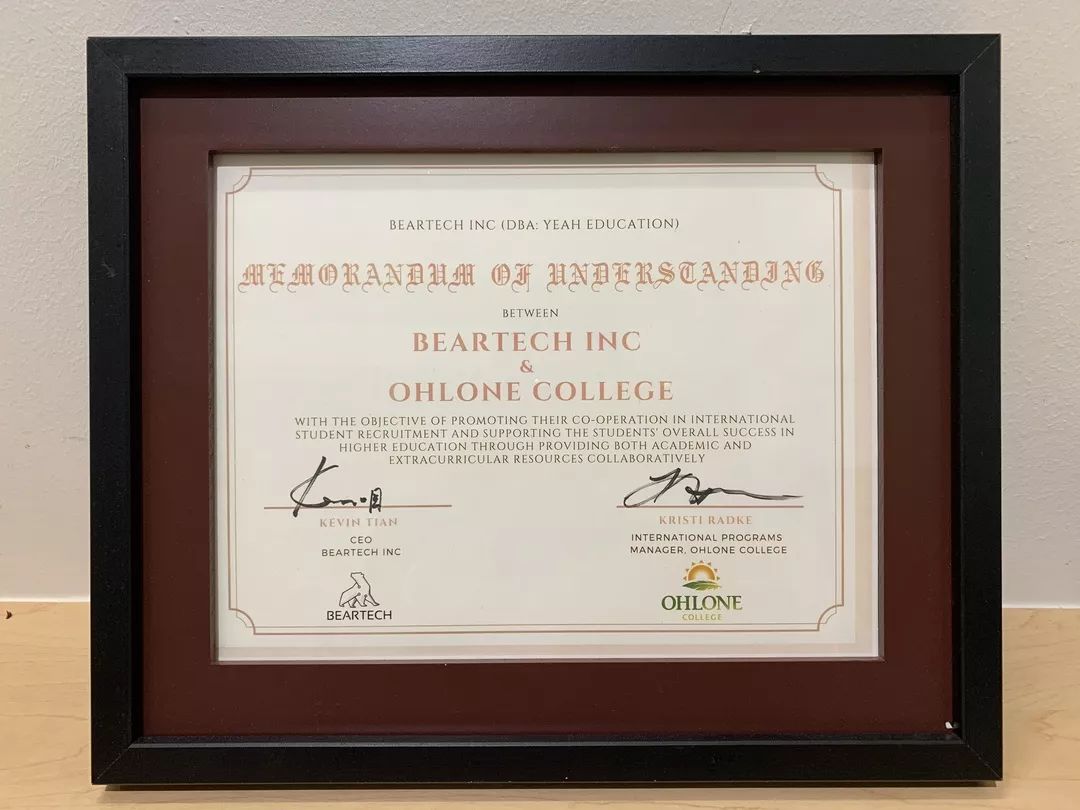 BEARTECH INC (DBA: YEAH EDUCATION)
MEMORANDUM OF UNDERSTANDING
BETWEEN
BEARTECH INC
&
OHLONE COLLEGE
WITH THE OBJECTIVE OF PROMOTING THEIR CO-OPERATION IN INTERNATIONAL
STUDENT RECRUITMENT AND SUPPORTING THE STUDENTS' OVERALL SUCCESS IN
HIGHER EDUCATION THROUGH PROVIDING BOTH ACADEMIC AND
EXTRACURRICULAR RESOURCES COLLABORATIVELY
KEVIN TIAN
CEO
BEARTECH INC
BEARTECH
KRISTI RADKE
INTERNATIONAL PROGRAMS
MANAGER, OHLONE COLLEGE
OHLONE
COLLEGE